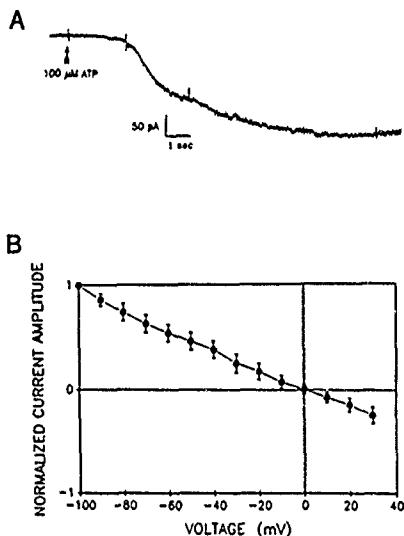 A
100 µM ATP
50 pA
1 sec
B
NORMALIZED CURRENT AMPLITUDE
1
0
-1
-100 -80 -60 -40 -20 0 20 40
VOLTAGE (mV)